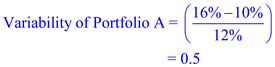 Variability of Portfolio A = (16% − 10% / 12%)
= 0.5